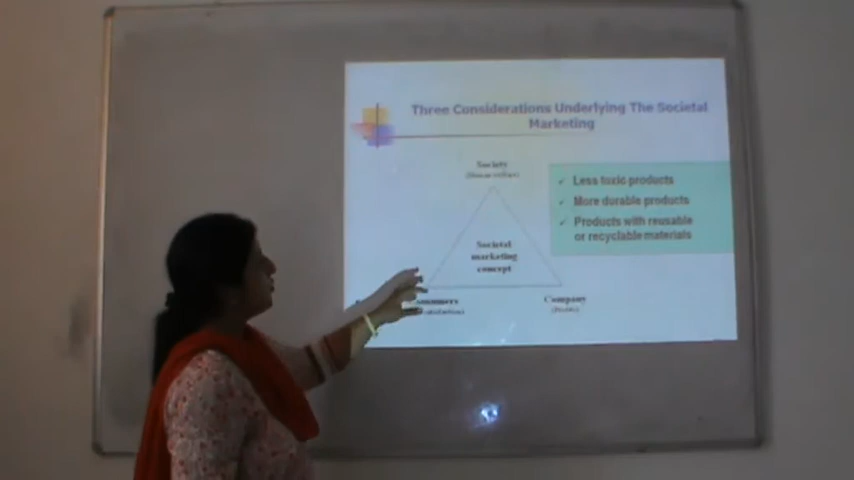 Three Considerations Underlying The Societal
Marketing
Society
✓ Less toxic products
✓ More durable products
✓ Products with reusable
or recyclable materials
Societal
marketing
concept
Company